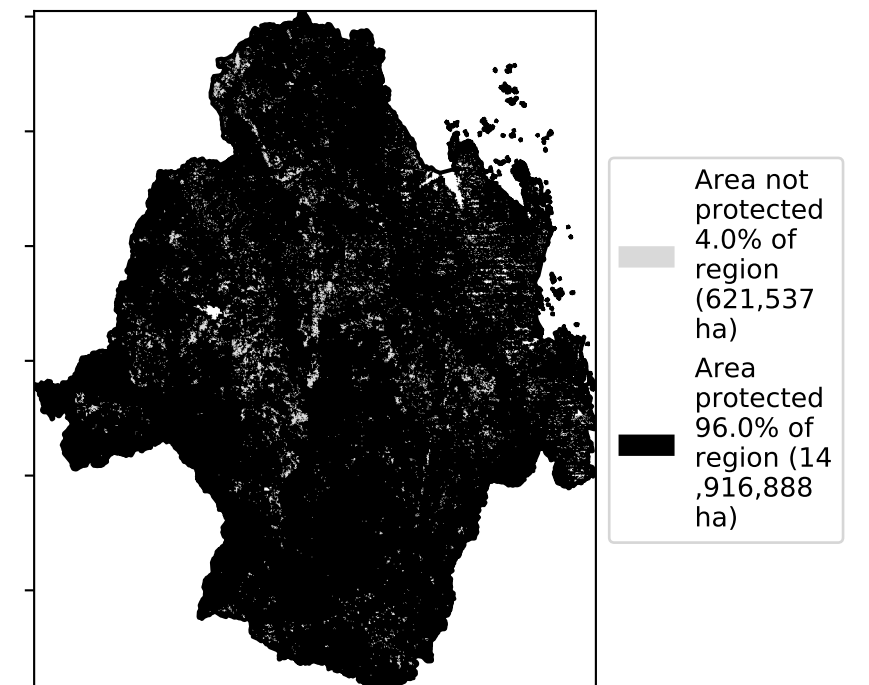 Area not
protected
4.0% of
region
(621,537
ha)
Area
protected
96.0% of
region (14
,916,888
ha)